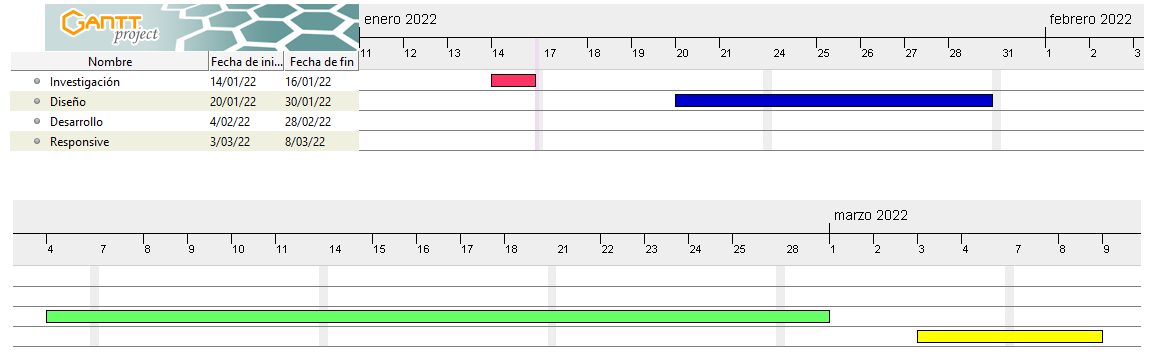 GANTT
project
enero 2022
febrero 2022
11 12 13 14 17 18 19 20 21 24 25 26 27 28 31 1 2 3
Nombre Fecha de ini... Fecha de fin
Investigación 14/01/22 16/01/22
Diseño 20/01/22 30/01/22
Desarrollo 4/02/22 28/02/22
Responsive 3/03/22 8/03/22
marzo 2022
4 7 8 9 10 11 14 15 16 17 18 21 22 23 24 25 28 1 2 3 4 7 8 9